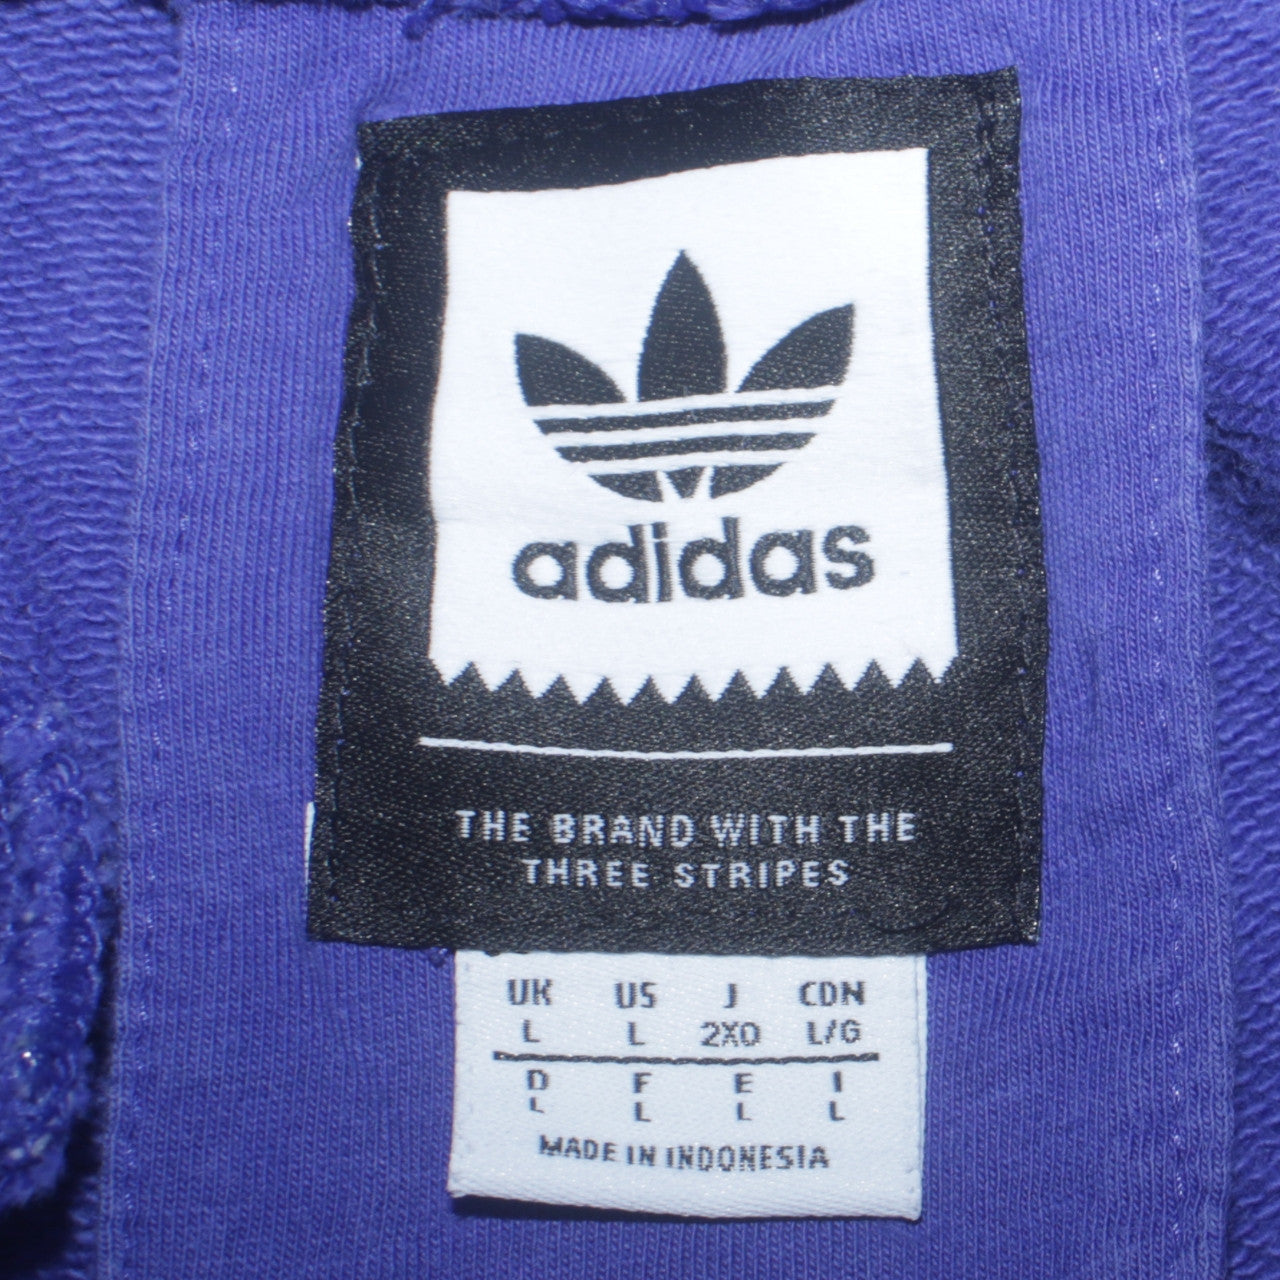 adidas
THE BRAND WITH THE
THREE STRIPES
UK US J CDN
L L 2XO L/G
D F E I
L L L L
MADE IN INDONESIA